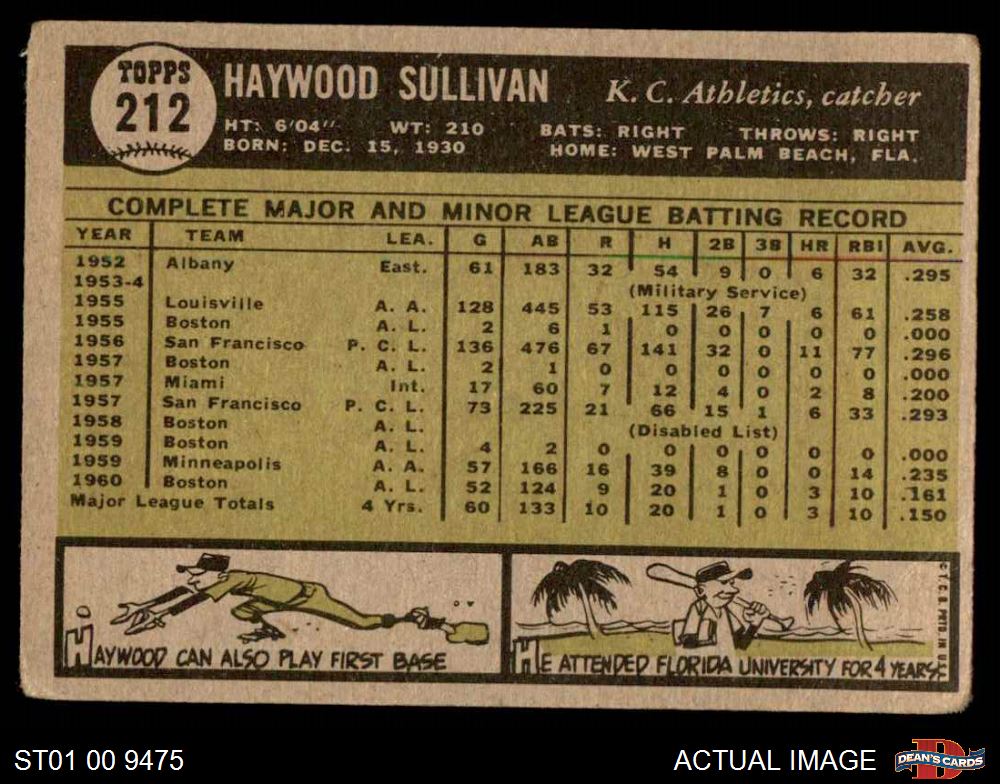 TOPPS
212
HAYWOOD SULLIVAN
K. C. Athletics, catcher
HT: 6'04" WT: 210 BATS: RIGHT THROWS: RIGHT
BORN: DEC. 15, 1930 HOME: WEST PALM BEACH, FLA.
COMPLETE MAJOR AND MINOR LEAGUE BATTING RECORD
YEAR TEAM LEA. G AB R H 2B 3B HR RBI AVG.
1952 Albany East. 61 183 32 54 9 0 6 32 .295
1953-4 (Military Service)
1955 Louisville A. A. 128 445 53 115 26 7 6 61 .258
1955 Boston A. L. 2 6 1 0 0 0 0 0 .000
1956 San Francisco P. C. L. 136 476 67 141 32 0 11 77 .296
1957 Boston A. L. 2 1 0 0 0 0 0 0 .000
1957 Miami Int. 17 60 7 12 4 0 2 8 .200
1957 San Francisco P. C. L. 73 225 21 66 15 1 6 33 .293
1958 Boston A. L. (Disabled List)
1959 Boston A. L. 4 2 0 0 0 0 0 0 .000
1959 Minneapolis A. A. 57 166 16 39 8 0 0 14 .235
1960 Boston A. L. 52 124 9 20 1 0 3 10 .161
Major League Totals 4 Yrs. 60 133 10 20 1 0 3 10 .150
HAYWOOD CAN ALSO PLAY FIRST BASE
HE ATTENDED FLORIDA UNIVERSITY FOR 4 YEARS.
© T. C. G. PRTD. IN U.S.A.
ST01 00 9475
ACTUAL IMAGE
D
DEAN'S CARDS